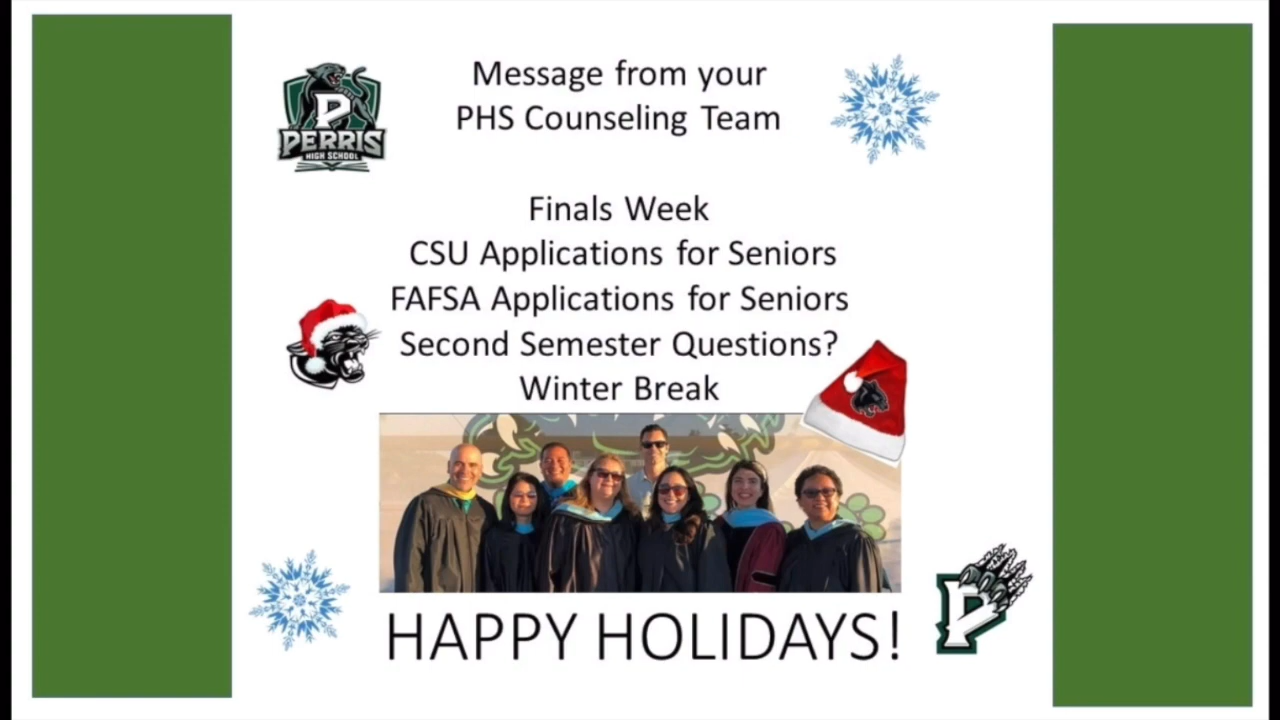 Message from your
PHS Counseling Team
P
PERRIS
HIGH SCHOOL
Finals Week
CSU Applications for Seniors
FAFSA Applications for Seniors
Second Semester Questions?
Winter Break
HAPPY HOLIDAYS!
P